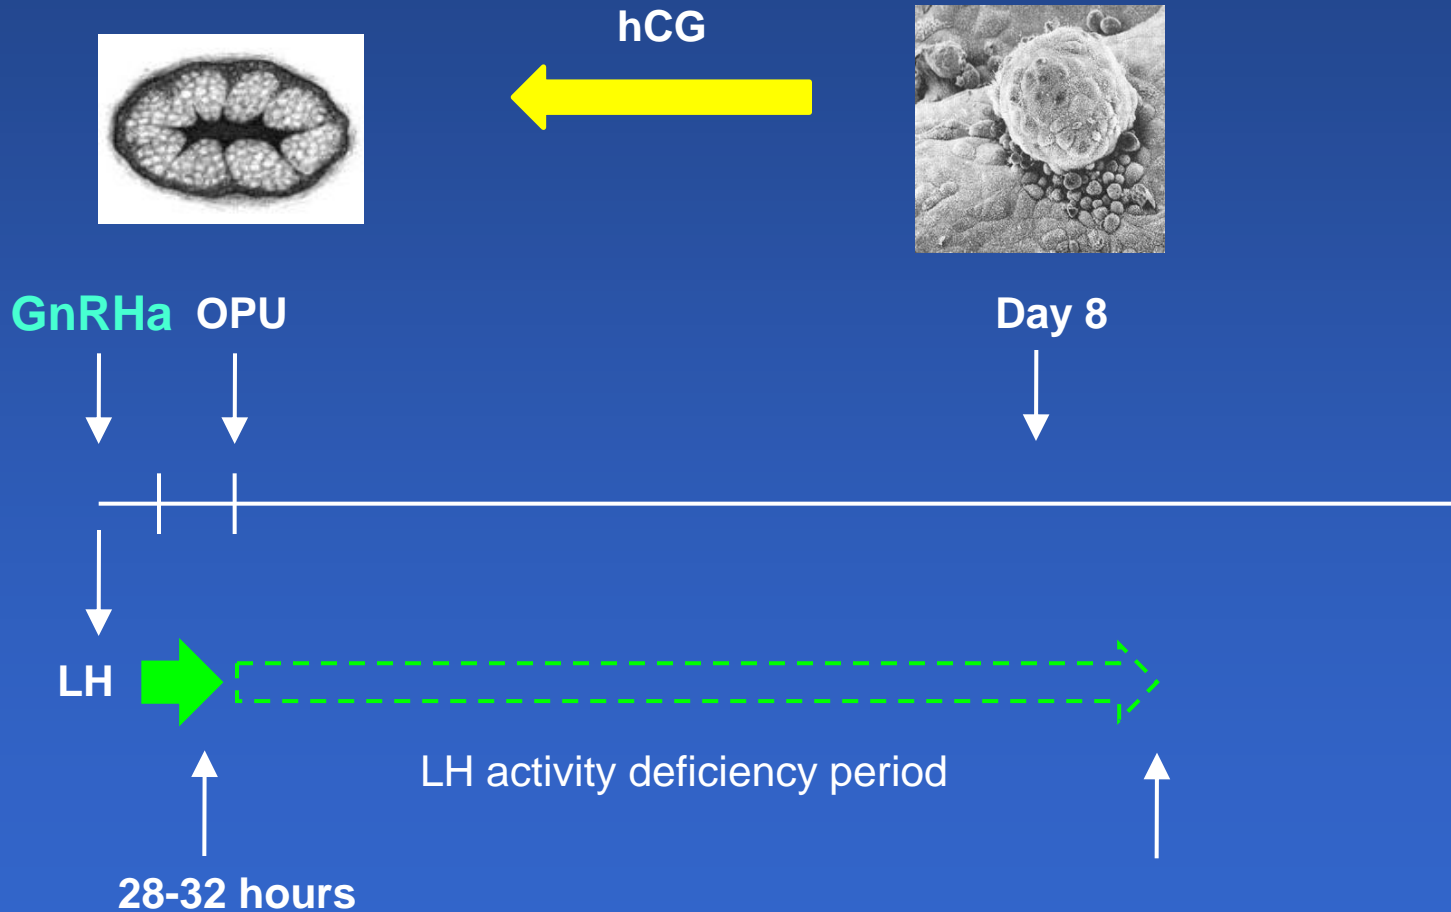 hCG
GnRHa OPU
Day 8
LH
LH activity deficiency period
28-32 hours